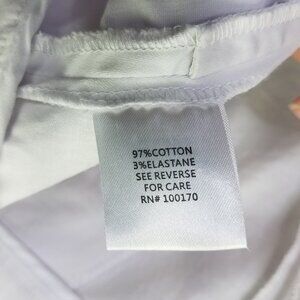 97%COTTON
3%ELASTANE
SEE REVERSE
FOR CARE
RN# 100170